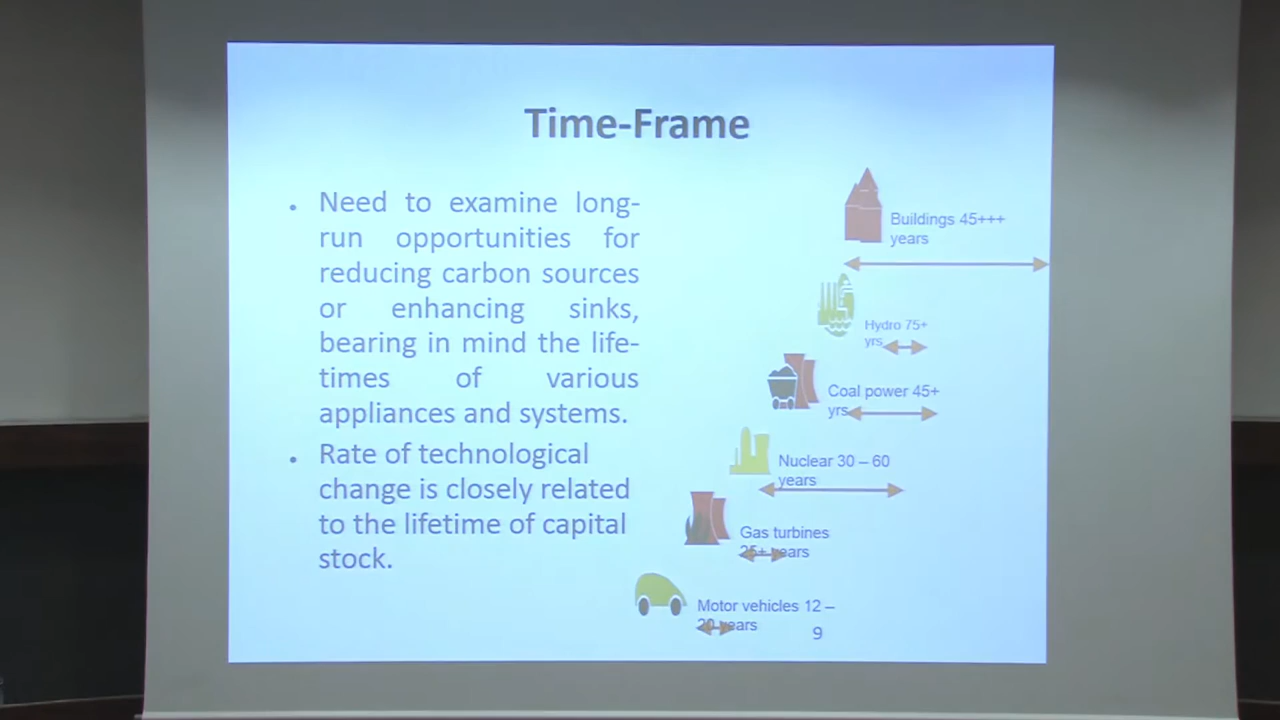 Time-Frame
• Need to examine long-
run opportunities for
reducing carbon sources
or enhancing sinks,
bearing in mind the life-
times of various
appliances and systems.
• Rate of technological
change is closely related
to the lifetime of capital
stock.
Buildings 45+++
years
Hydro 75+
yrs
Coal power 45+
yrs
Nuclear 30 – 60
years
Gas turbines
25+ years
Motor vehicles 12 –
20 years
9